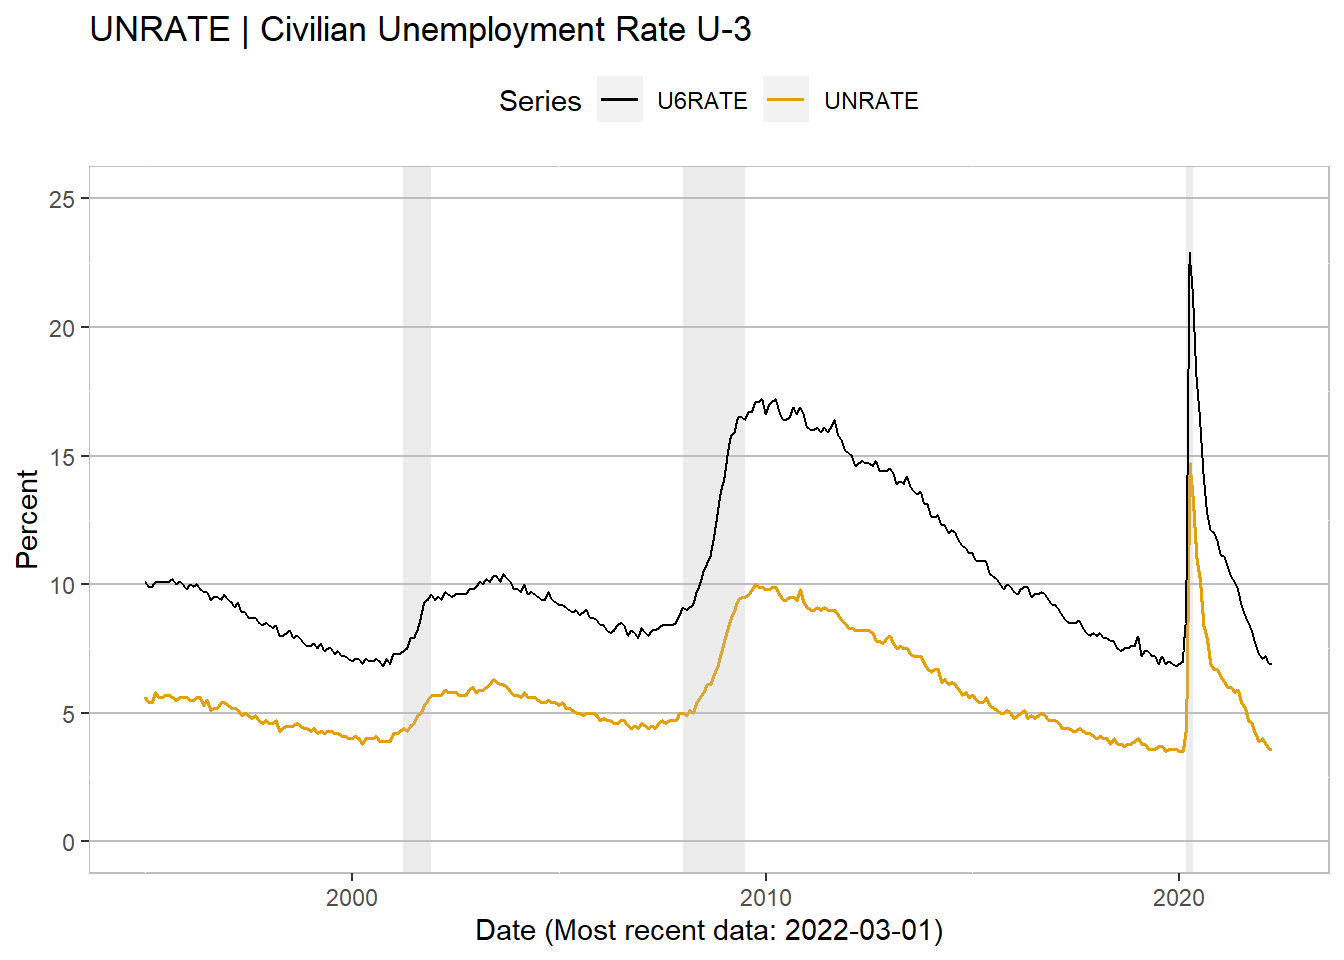 UNRATE | Civilian Unemployment Rate U-3
Series U6RATE UNRATE
25
20
15
10
5
0
Percent
2000 2010 2020
Date (Most recent data: 2022-03-01)